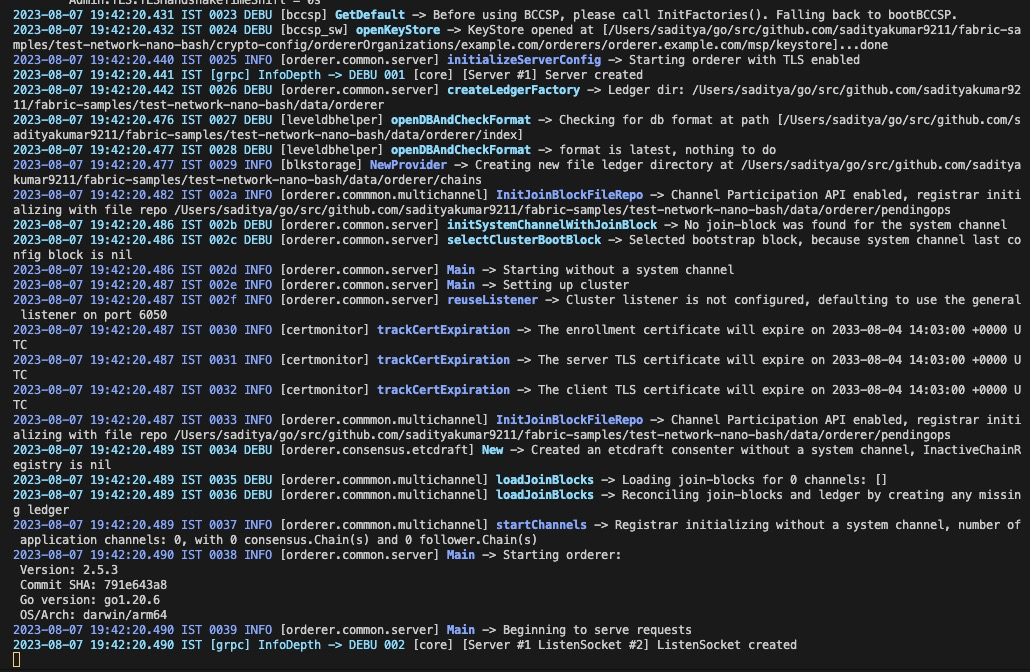 Admin.TLS.TLSHandshakeTimeShift = 0s
2023-08-07 19:42:20.431 IST 0023 DEBU [bccsp] GetDefault -> Before using BCCSP, please call InitFactories(). Falling back to bootBCCSP.
2023-08-07 19:42:20.432 IST 0024 DEBU [bccsp_sw] openKeyStore -> KeyStore opened at [/Users/saditya/go/src/github.com/sadityakumar9211/fabric-sa
mples/test-network-nano-bash/crypto-config/ordererOrganizations/example.com/orderers/orderer.example.com/msp/keystore]...done
2023-08-07 19:42:20.440 IST 0025 INFO [orderer.common.server] initializeServerConfig -> Starting orderer with TLS enabled
2023-08-07 19:42:20.441 IST [grpc] InfoDepth -> DEBU 001 [core] [Server #1] Server created
2023-08-07 19:42:20.442 IST 0026 DEBU [orderer.common.server] createLedgerFactory -> Ledger dir: /Users/saditya/go/src/github.com/sadityakumar92
11/fabric-samples/test-network-nano-bash/data/orderer
2023-08-07 19:42:20.476 IST 0027 DEBU [leveldbhelper] openDBAndCheckFormat -> Checking for db format at path [/Users/saditya/go/src/github.com/s
adityakumar9211/fabric-samples/test-network-nano-bash/data/orderer/index]
2023-08-07 19:42:20.477 IST 0028 DEBU [leveldbhelper] openDBAndCheckFormat -> format is latest, nothing to do
2023-08-07 19:42:20.477 IST 0029 INFO [blkstorage] NewProvider -> Creating new file ledger directory at /Users/saditya/go/src/github.com/saditya
kumar9211/fabric-samples/test-network-nano-bash/data/orderer/chains
2023-08-07 19:42:20.482 IST 002a INFO [orderer.commmon.multichannel] InitJoinBlockFileRepo -> Channel Participation API enabled, registrar initi
alizing with file repo /Users/saditya/go/src/github.com/sadityakumar9211/fabric-samples/test-network-nano-bash/data/orderer/pendingops
2023-08-07 19:42:20.486 IST 002b DEBU [orderer.common.server] initSystemChannelWithJoinBlock -> No join-block was found for the system channel
2023-08-07 19:42:20.486 IST 002c DEBU [orderer.common.server] selectClusterBootBlock -> Selected bootstrap block, because system channel last co
nfig block is nil
2023-08-07 19:42:20.486 IST 002d INFO [orderer.common.server] Main -> Starting without a system channel
2023-08-07 19:42:20.487 IST 002e INFO [orderer.common.server] Main -> Setting up cluster
2023-08-07 19:42:20.487 IST 002f INFO [orderer.common.server] reuseListener -> Cluster listener is not configured, defaulting to use the general
listener on port 6050
2023-08-07 19:42:20.487 IST 0030 INFO [certmonitor] trackCertExpiration -> The enrollment certificate will expire on 2033-08-04 14:03:00 +0000 U
TC
2023-08-07 19:42:20.487 IST 0031 INFO [certmonitor] trackCertExpiration -> The server TLS certificate will expire on 2033-08-04 14:03:00 +0000 U
TC
2023-08-07 19:42:20.487 IST 0032 INFO [certmonitor] trackCertExpiration -> The client TLS certificate will expire on 2033-08-04 14:03:00 +0000 U
TC
2023-08-07 19:42:20.487 IST 0033 INFO [orderer.commmon.multichannel] InitJoinBlockFileRepo -> Channel Participation API enabled, registrar initi
alizing with file repo /Users/saditya/go/src/github.com/sadityakumar9211/fabric-samples/test-network-nano-bash/data/orderer/pendingops
2023-08-07 19:42:20.489 IST 0034 DEBU [orderer.consensus.etcdraft] New -> Created an etcdraft consenter without a system channel, InactiveChainR
egistry is nil
2023-08-07 19:42:20.489 IST 0035 DEBU [orderer.commmon.multichannel] loadJoinBlocks -> Loading join-blocks for 0 channels: []
2023-08-07 19:42:20.489 IST 0036 DEBU [orderer.commmon.multichannel] loadJoinBlocks -> Reconciling join-blocks and ledger by creating any missin
g ledger
2023-08-07 19:42:20.489 IST 0037 INFO [orderer.commmon.multichannel] startChannels -> Registrar initializing without a system channel, number of
application channels: 0, with 0 consensus.Chain(s) and 0 follower.Chain(s)
2023-08-07 19:42:20.490 IST 0038 INFO [orderer.common.server] Main -> Starting orderer:
Version: 2.5.3
Commit SHA: 791e643a8
Go version: go1.20.6
OS/Arch: darwin/arm64
2023-08-07 19:42:20.490 IST 0039 INFO [orderer.common.server] Main -> Beginning to serve requests
2023-08-07 19:42:20.490 IST [grpc] InfoDepth -> DEBU 002 [core] [Server #1 ListenSocket #2] ListenSocket created